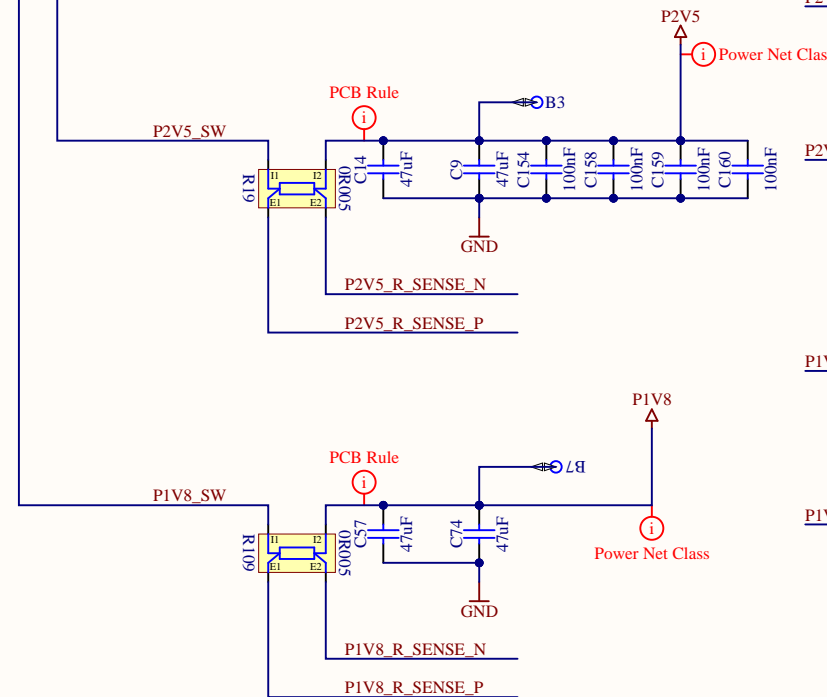 P2V5
Power Net Clas
PCB Rule
B3
P2V5_SW
R19
I1
I2
E1
E2
0R005
C14
47uF
C9
47uF
C154
100nF
C158
100nF
C159
100nF
C160
100nF
P2V
GND
P2V5_R_SENSE_N
P2V5_R_SENSE_P
P1V8
PCB Rule
B7
P1V8_SW
R109
I1
I2
E1
E2
0R005
C57
47uF
C74
47uF
Power Net Class
GND
P1V8_R_SENSE_N
P1V8_R_SENSE_P